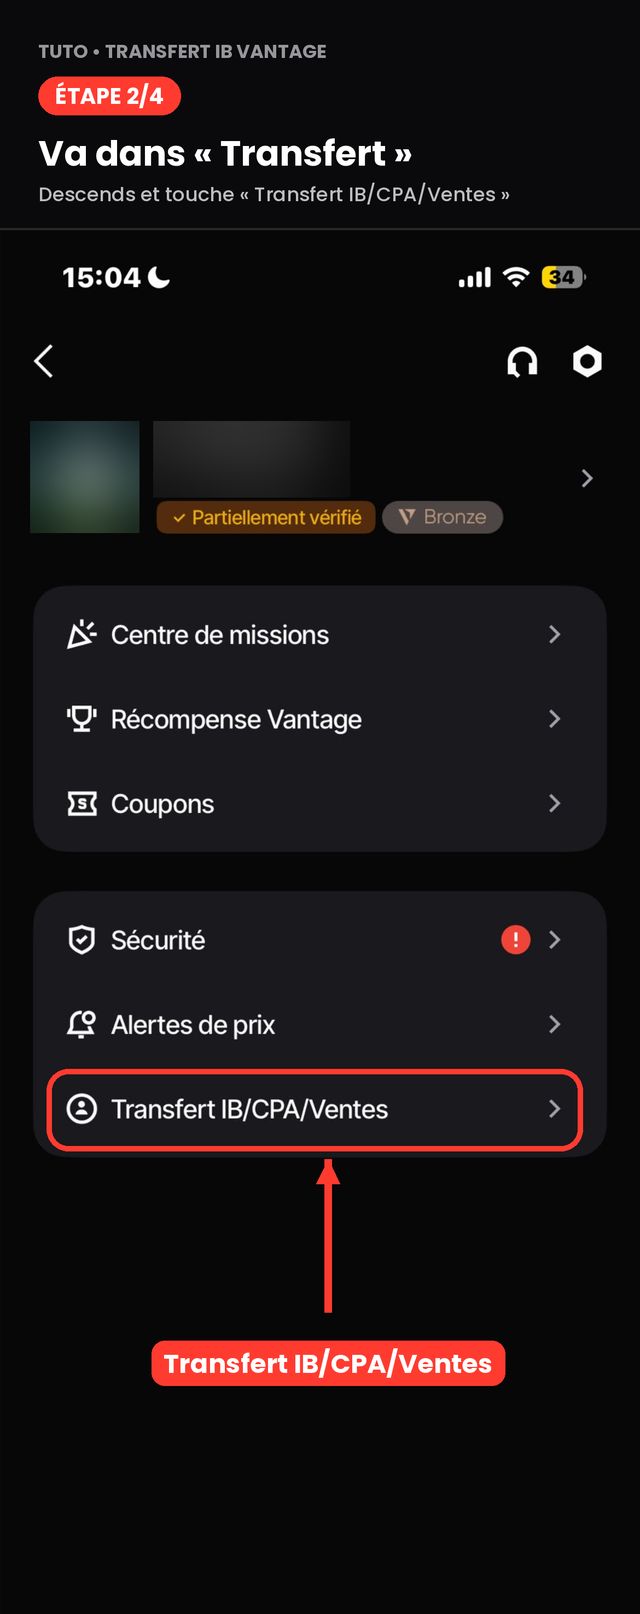 TUTO • TRANSFERT IB VANTAGE
ÉTAPE 2/4
Va dans « Transfert »
Descends et touche « Transfert IB/CPA/Ventes »
15:04
34
Partiellement vérifié
Bronze
Centre de missions
Récompense Vantage
Coupons
Sécurité
Alertes de prix
Transfert IB/CPA/Ventes
Transfert IB/CPA/Ventes